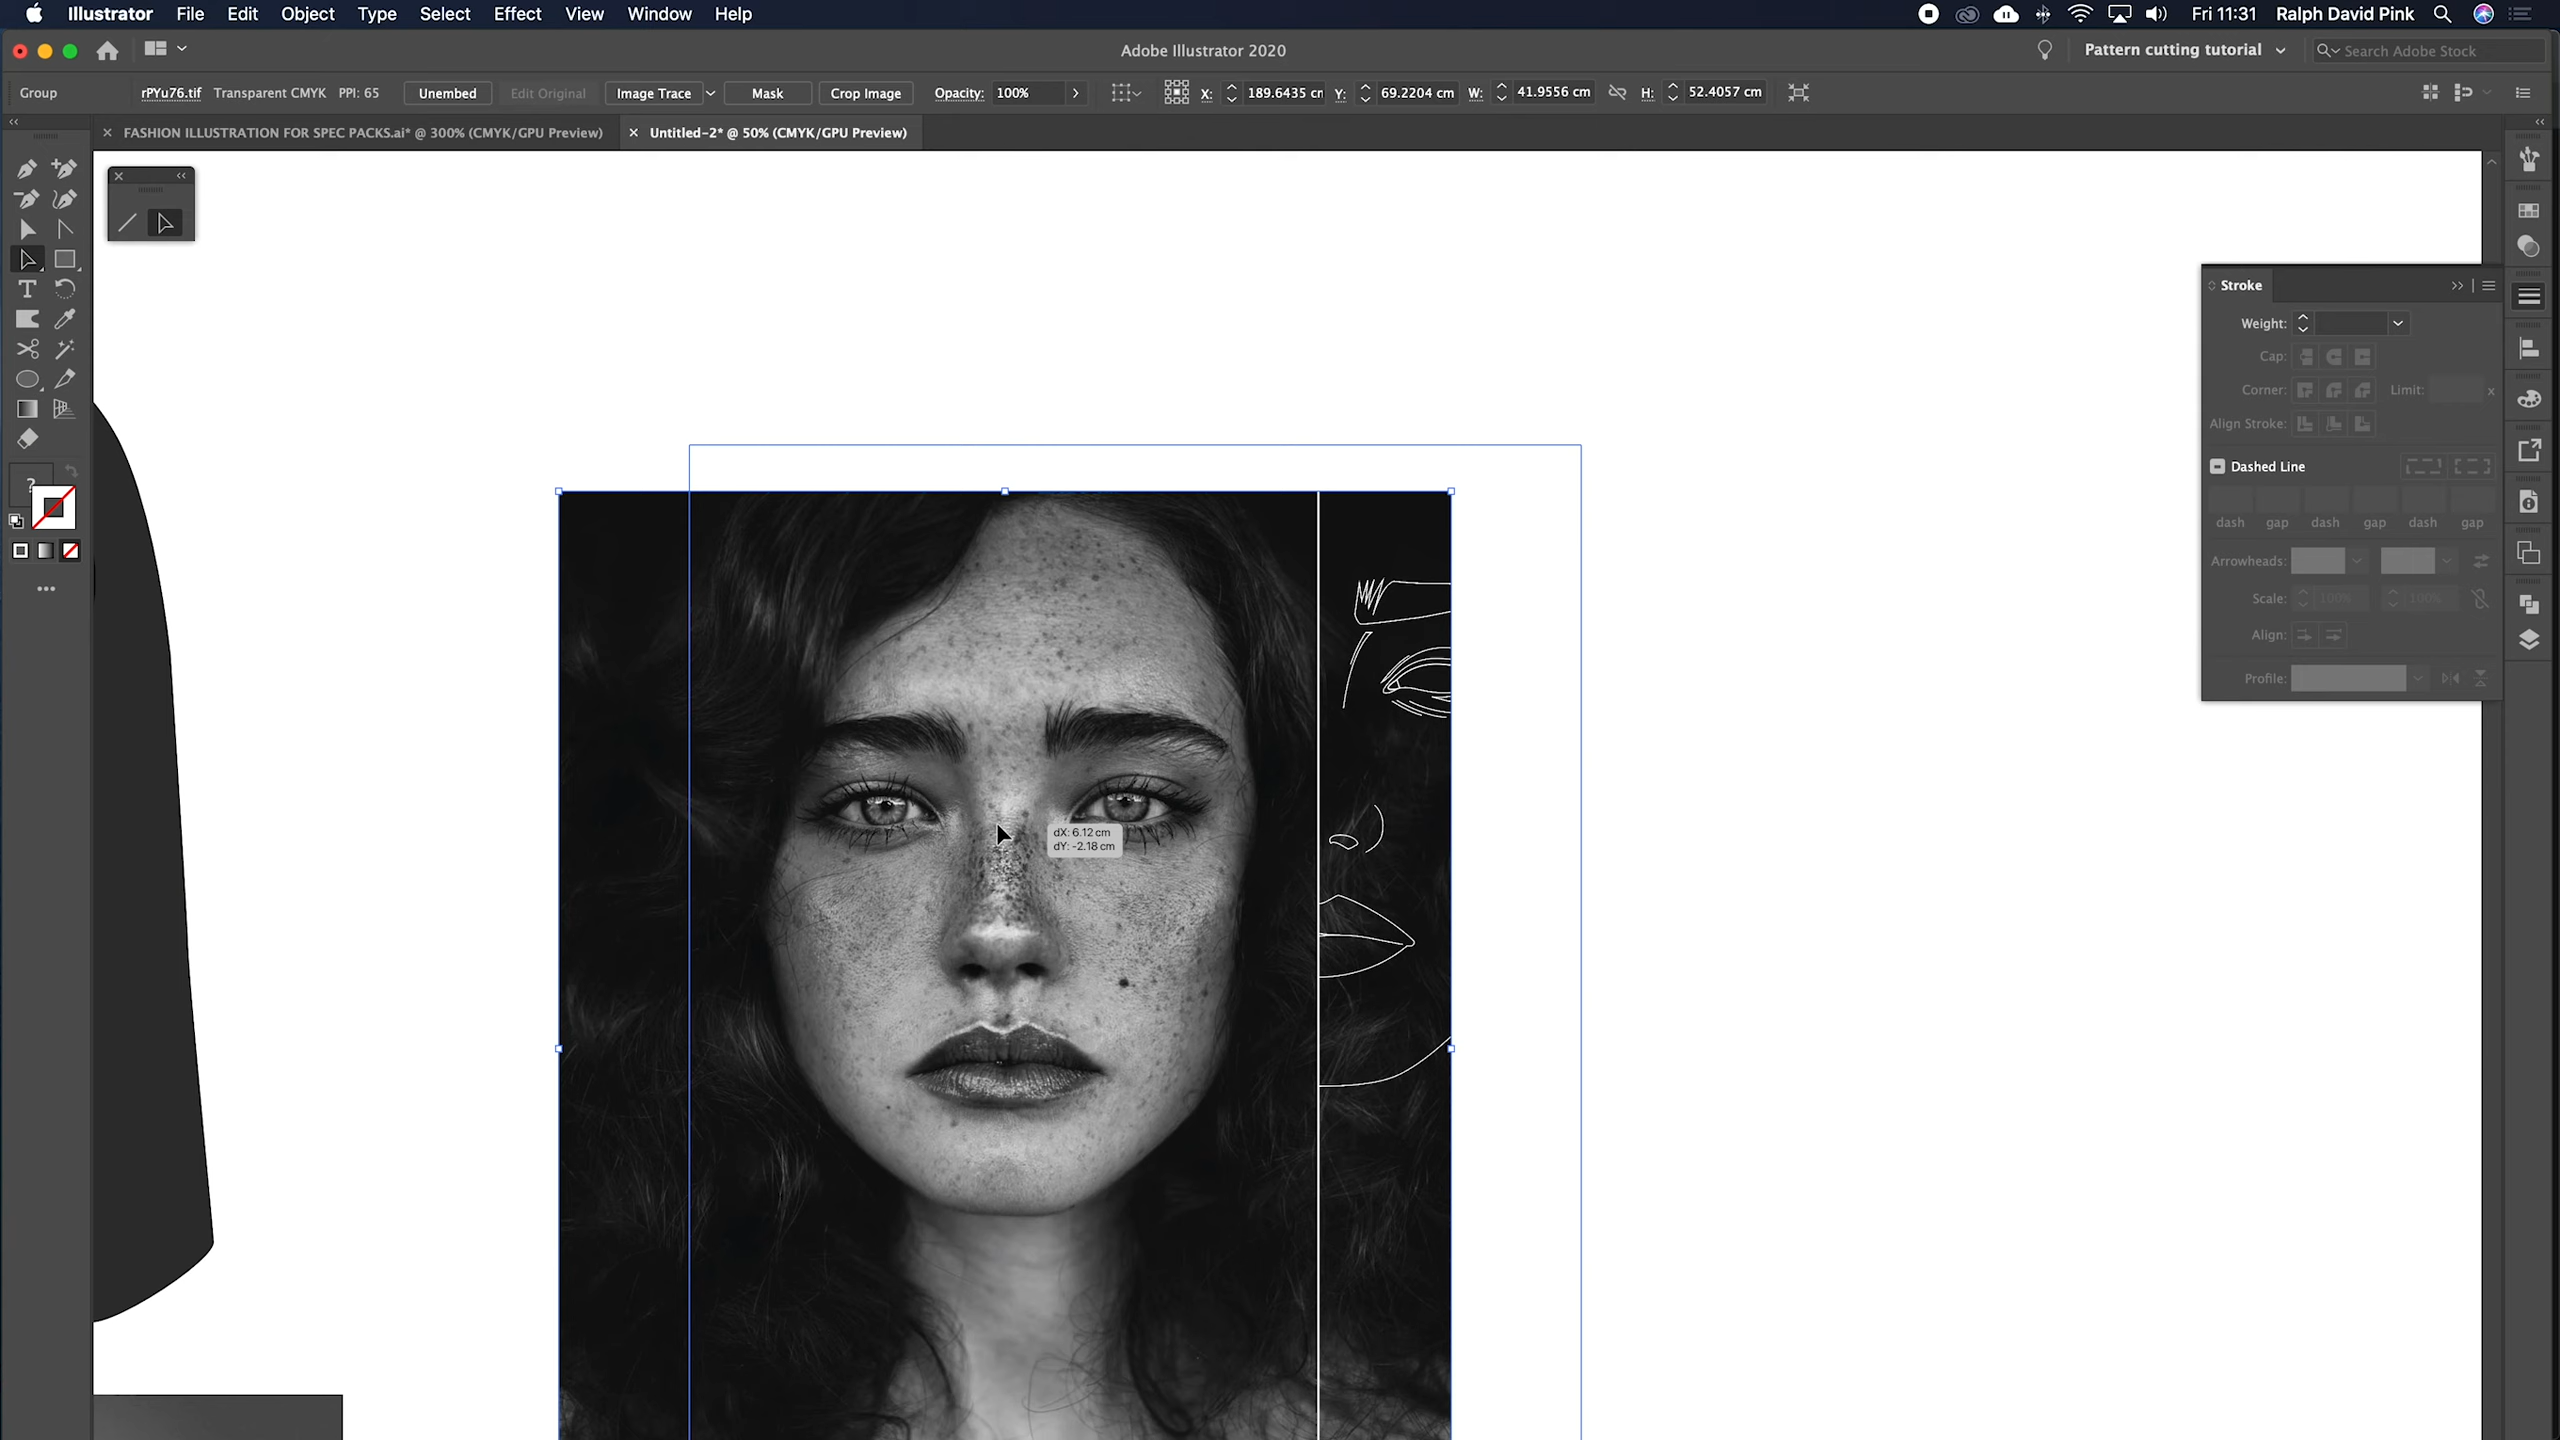 Illustrator File Edit Object Type Select Effect View Window Help Fri 11:31 Ralph David Pink
Adobe Illustrator 2020 Pattern cutting tutorial Search Adobe Stock
Group rPYu76.tif Transparent CMYK PPI: 65 Unembed Edit Original Image Trace Mask Crop Image Opacity: 100% X: 189.6435 cr Y: 69.2204 cm W: 41.9556 cm H: 52.4057 cm
FASHION ILLUSTRATION FOR SPEC PACKS.ai* @ 300% (CMYK/GPU Preview) Untitled-2* @ 50% (CMYK/GPU Preview)
Stroke
Weight:
Cap:
Corner: Limit: x
Align Stroke:
Dashed Line
dash gap dash gap dash gap
Arrowheads:
Scale: 100% 100%
Align:
Profile:
?
dX: 6.12 cm
dY: -2.18 cm